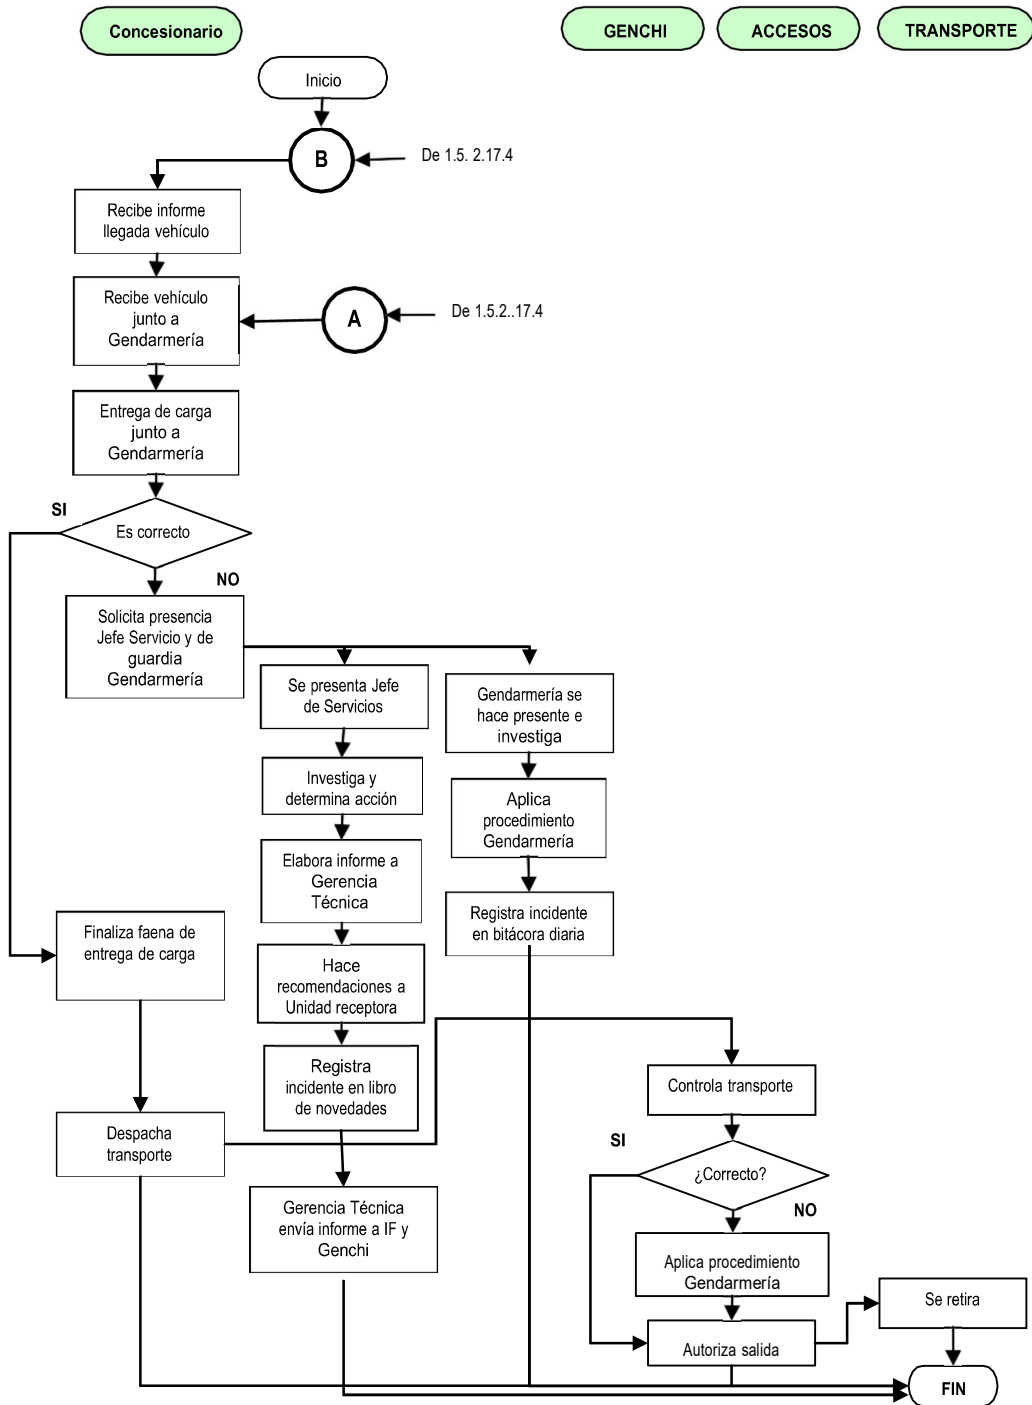 Concesionario
GENCHI
ACCESOS
TRANSPORTE
Inicio
B
De 1.5. 2.17.4
Recibe informe
llegada vehículo
Recibe vehículo
junto a
Gendarmería
A
De 1.5.2..17.4
Entrega de carga
junto a
Gendarmería
SI
Es correcto
NO
Solicita presencia
Jefe Servicio y de
guardia
Gendarmería
Se presenta Jefe
de Servicios
Gendarmería se
hace presente e
investiga
Investiga y
determina acción
Aplica
procedimiento
Gendarmería
Elabora informe a
Gerencia
Técnica
Registra incidente
en bitácora diaria
Finaliza faena de
entrega de carga
Hace
recomendaciones a
Unidad receptora
Registra
incidente en libro
de novedades
Controla transporte
Despacha
transporte
SI
¿Correcto?
NO
Gerencia Técnica
envía informe a IF y
Genchi
Aplica procedimiento
Gendarmería
Se retira
Autoriza salida
FIN